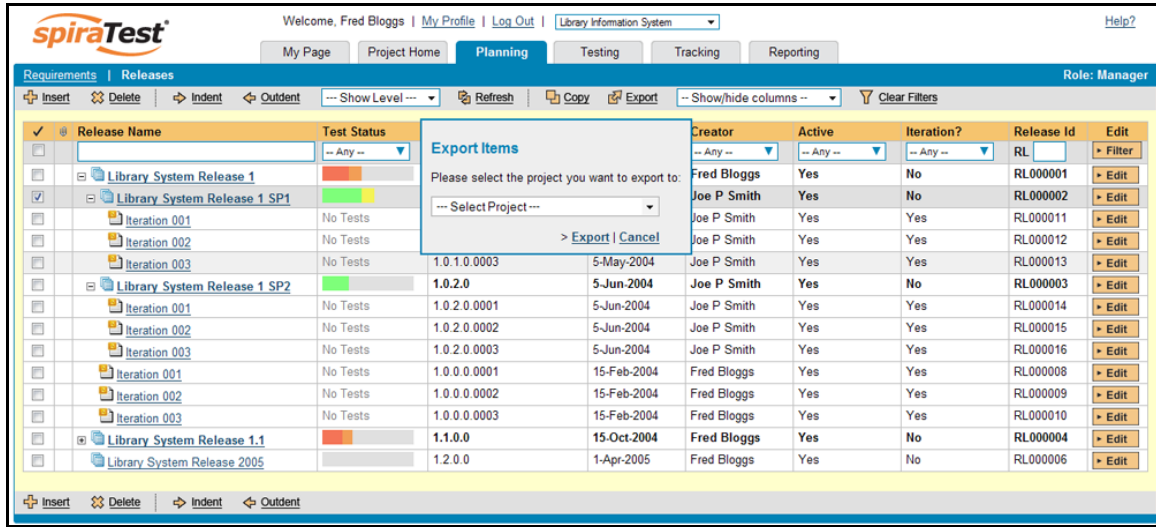 spiraTest®
Welcome, Fred Bloggs | My Profile | Log Out | Library Information System
Help?
My Page Project Home Planning Testing Tracking Reporting
Requirements | Releases Role: Manager
Insert Delete Indent Outdent --- Show Level --- Refresh Copy Export -- Show/hide columns -- Clear Filters
Release Name Test Status Creator Active Iteration? Release Id Edit
-- Any -- -- Any -- -- Any -- -- Any -- RL Filter
Export Items
Please select the project you want to export to:
--- Select Project ---
> Export | Cancel
Library System Release 1 Fred Bloggs Yes No RL000001 Edit
Library System Release 1 SP1 Joe P Smith Yes No RL000002 Edit
Iteration 001 No Tests Joe P Smith Yes Yes RL000011 Edit
Iteration 002 No Tests Joe P Smith Yes Yes RL000012 Edit
Iteration 003 No Tests 1.0.1.0.0003 5-May-2004 Joe P Smith Yes Yes RL000013 Edit
Library System Release 1 SP2 1.0.2.0 5-Jun-2004 Joe P Smith Yes No RL000003 Edit
Iteration 001 No Tests 1.0.2.0.0001 5-Jun-2004 Joe P Smith Yes Yes RL000014 Edit
Iteration 002 No Tests 1.0.2.0.0002 5-Jun-2004 Joe P Smith Yes Yes RL000015 Edit
Iteration 003 No Tests 1.0.2.0.0003 5-Jun-2004 Joe P Smith Yes Yes RL000016 Edit
Iteration 001 No Tests 1.0.0.0.0001 15-Feb-2004 Fred Bloggs Yes Yes RL000008 Edit
Iteration 002 No Tests 1.0.0.0.0002 15-Feb-2004 Fred Bloggs Yes Yes RL000009 Edit
Iteration 003 No Tests 1.0.0.0.0003 15-Feb-2004 Fred Bloggs Yes Yes RL000010 Edit
Library System Release 1.1 1.1.0.0 15-Oct-2004 Fred Bloggs Yes No RL000004 Edit
Library System Release 2005 1.2.0.0 1-Apr-2005 Fred Bloggs Yes No RL000006 Edit
Insert Delete Indent Outdent